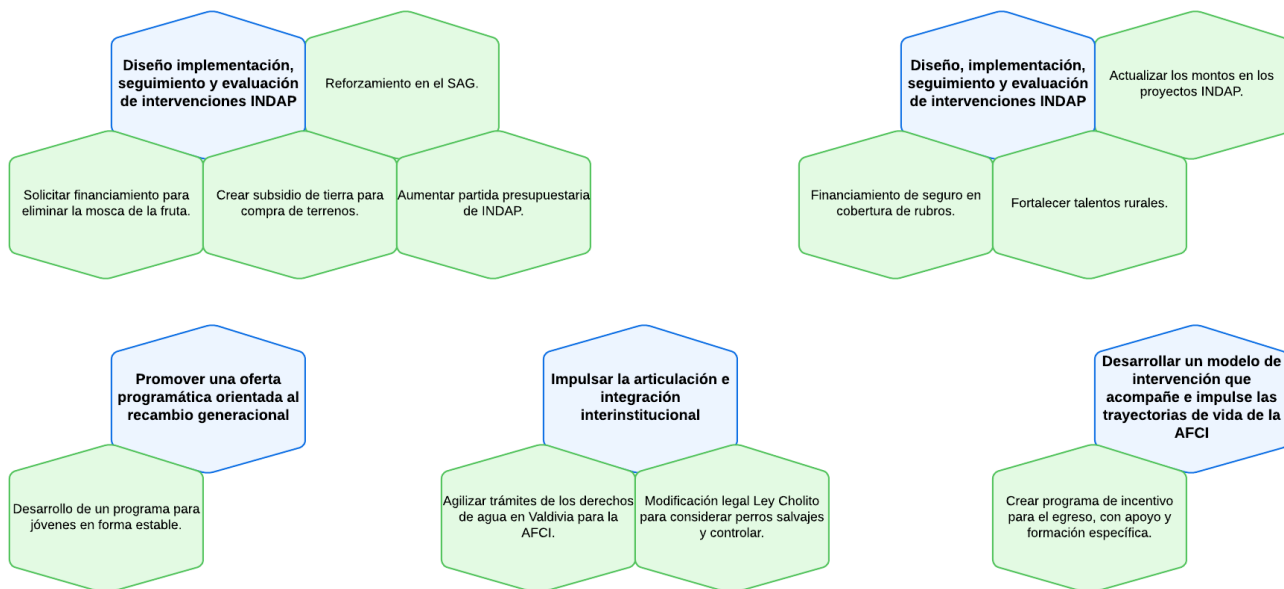 Diseño implementación,
seguimiento y evaluación
de intervenciones INDAP
Reforzamiento en el SAG.
Solicitar financiamiento para
eliminar la mosca de la fruta.
Crear subsidio de tierra para
compra de terrenos.
Aumentar partida presupuestaria
de INDAP.
Diseño, implementación,
seguimiento y evaluación
de intervenciones INDAP
Actualizar los montos en los
proyectos INDAP.
Financiamiento de seguro en
cobertura de rubros.
Fortalecer talentos rurales.
Promover una oferta
programática orientada al
recambio generacional
Desarrollo de un programa para
jóvenes en forma estable.
Impulsar la articulación e
integración
interinstitucional
Agilizar trámites de los derechos
de agua en Valdivia para la
AFCI.
Modificación legal Ley Cholito
para considerar perros salvajes
y controlar.
Desarrollar un modelo de
intervención que
acompañe e impulse las
trayectorias de vida de la
AFCI
Crear programa de incentivo
para el egreso, con apoyo y
formación específica.